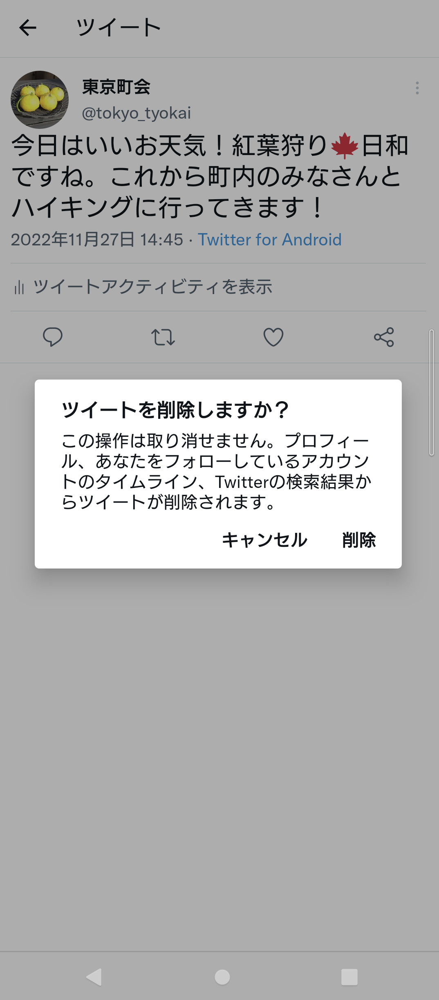 ツイート
東京町会
@tokyo_tyokai
今日はいいお天気！紅葉狩り🍁日和
ですね。これから町内のみなさんと
ハイキングに行ってきます！
2022年11月27日 14:45 · Twitter for Android
ツイートアクティビティを表示
ツイートを削除しますか？
この操作は取り消せません。プロフィー
ル、あなたをフォローしているアカウン
トのタイムライン、Twitterの検索結果か
らツイートが削除されます。
キャンセル 削除